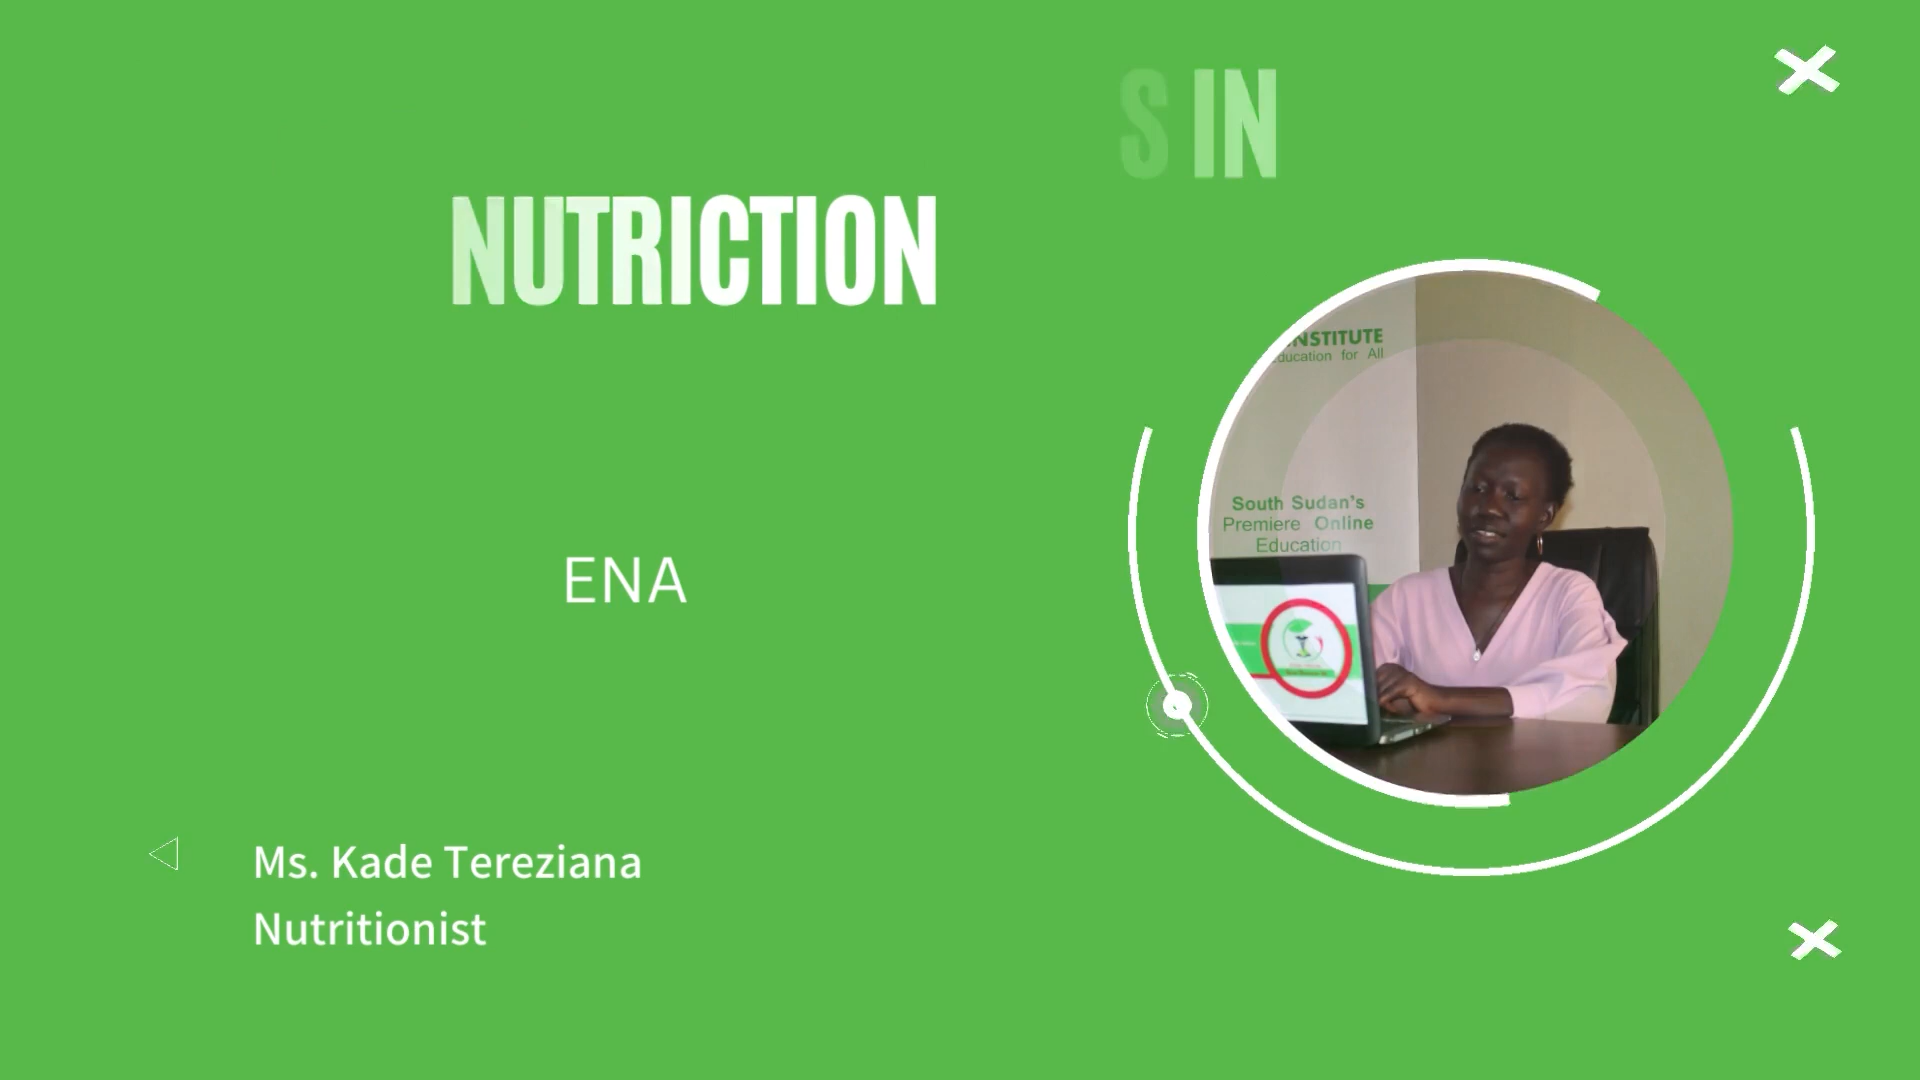 S IN
NUTRICTION
ENA
Ms. Kade Tereziana
Nutritionist
INSTITUTE
Education for All
South Sudan's
Premiere Online
Education